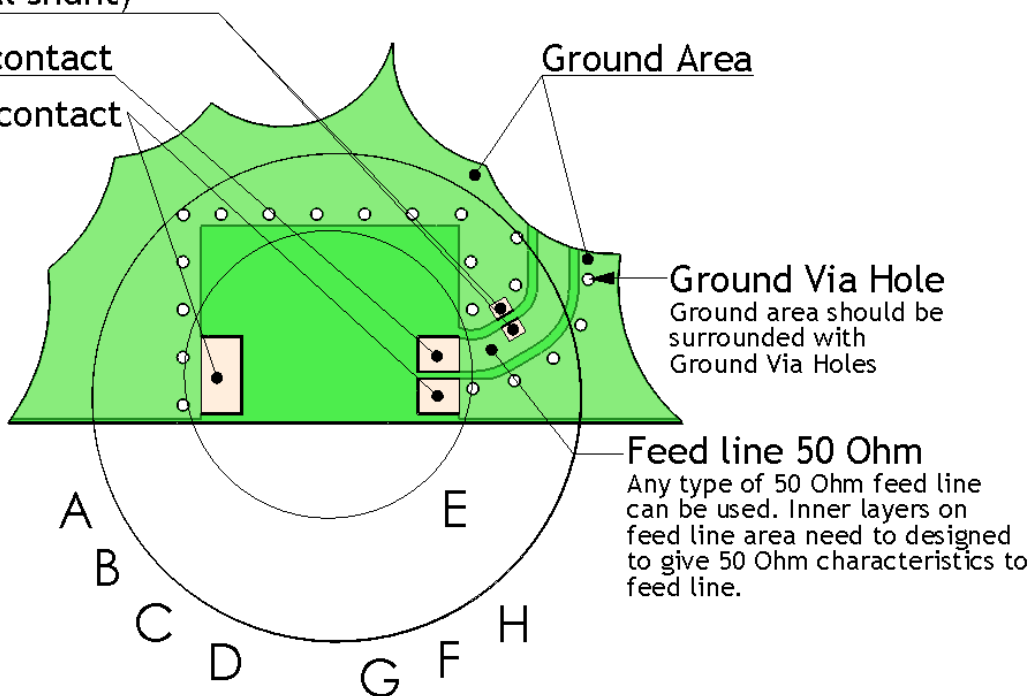 contact
contact
Ground Area
Ground Via Hole
Ground area should be
surrounded with
Ground Via Holes
Feed line 50 Ohm
Any type of 50 Ohm feed line
can be used. Inner layers on
feed line area need to designed
to give 50 Ohm characteristics to
feed line.
A
E
B
C
H
D
F
G